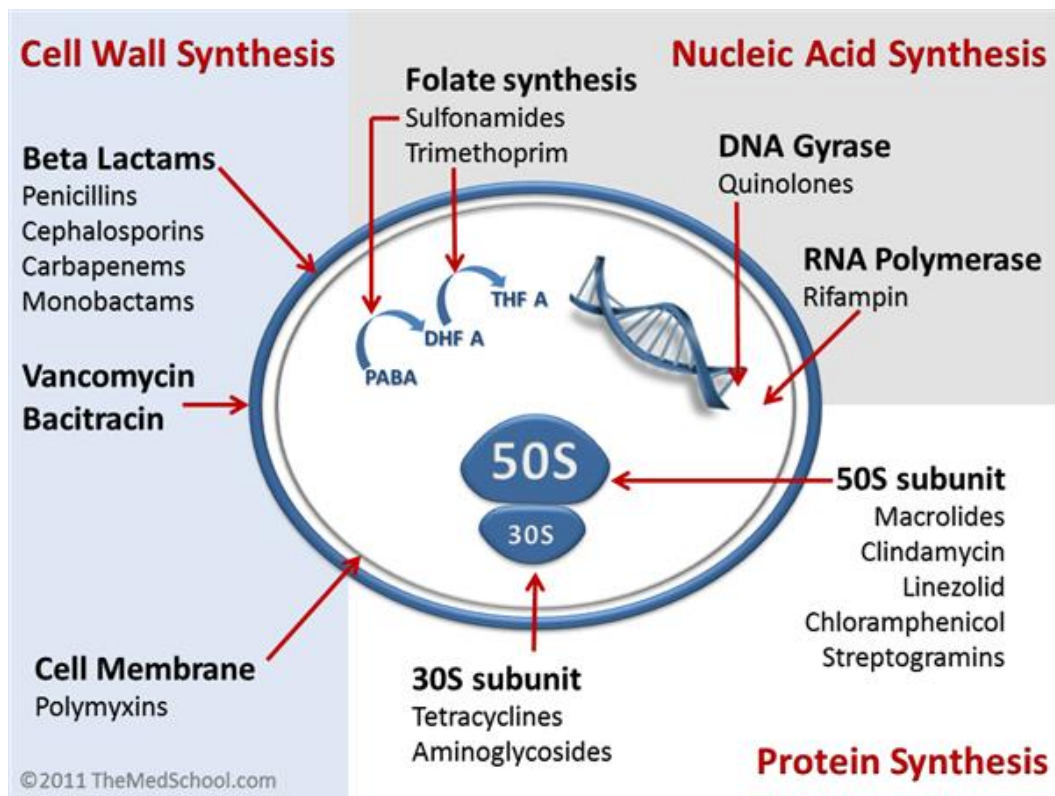 Cell Wall Synthesis
Nucleic Acid Synthesis
Folate synthesis
Sulfonamides
Trimethoprim
Beta Lactams
Penicillins
Cephalosporins
Carbapenems
Monobactams
DNA Gyrase
Quinolones
RNA Polymerase
Rifampin
THF A
DHF A
PABA
Vancomycin
Bacitracin
50S
30S
50S subunit
Macrolides
Clindamycin
Linezolid
Chloramphenicol
Streptogramins
Cell Membrane
Polymyxins
30S subunit
Tetracyclines
Aminoglycosides
Protein Synthesis
©2011 TheMedSchool.com